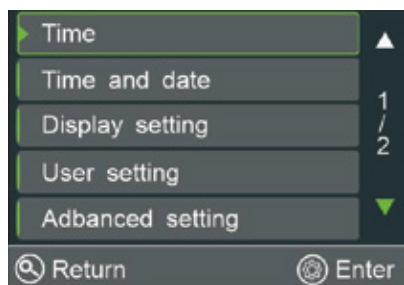 Time
Time and date
Display setting
User setting
Adbanced setting
1
/
2
Return
Enter